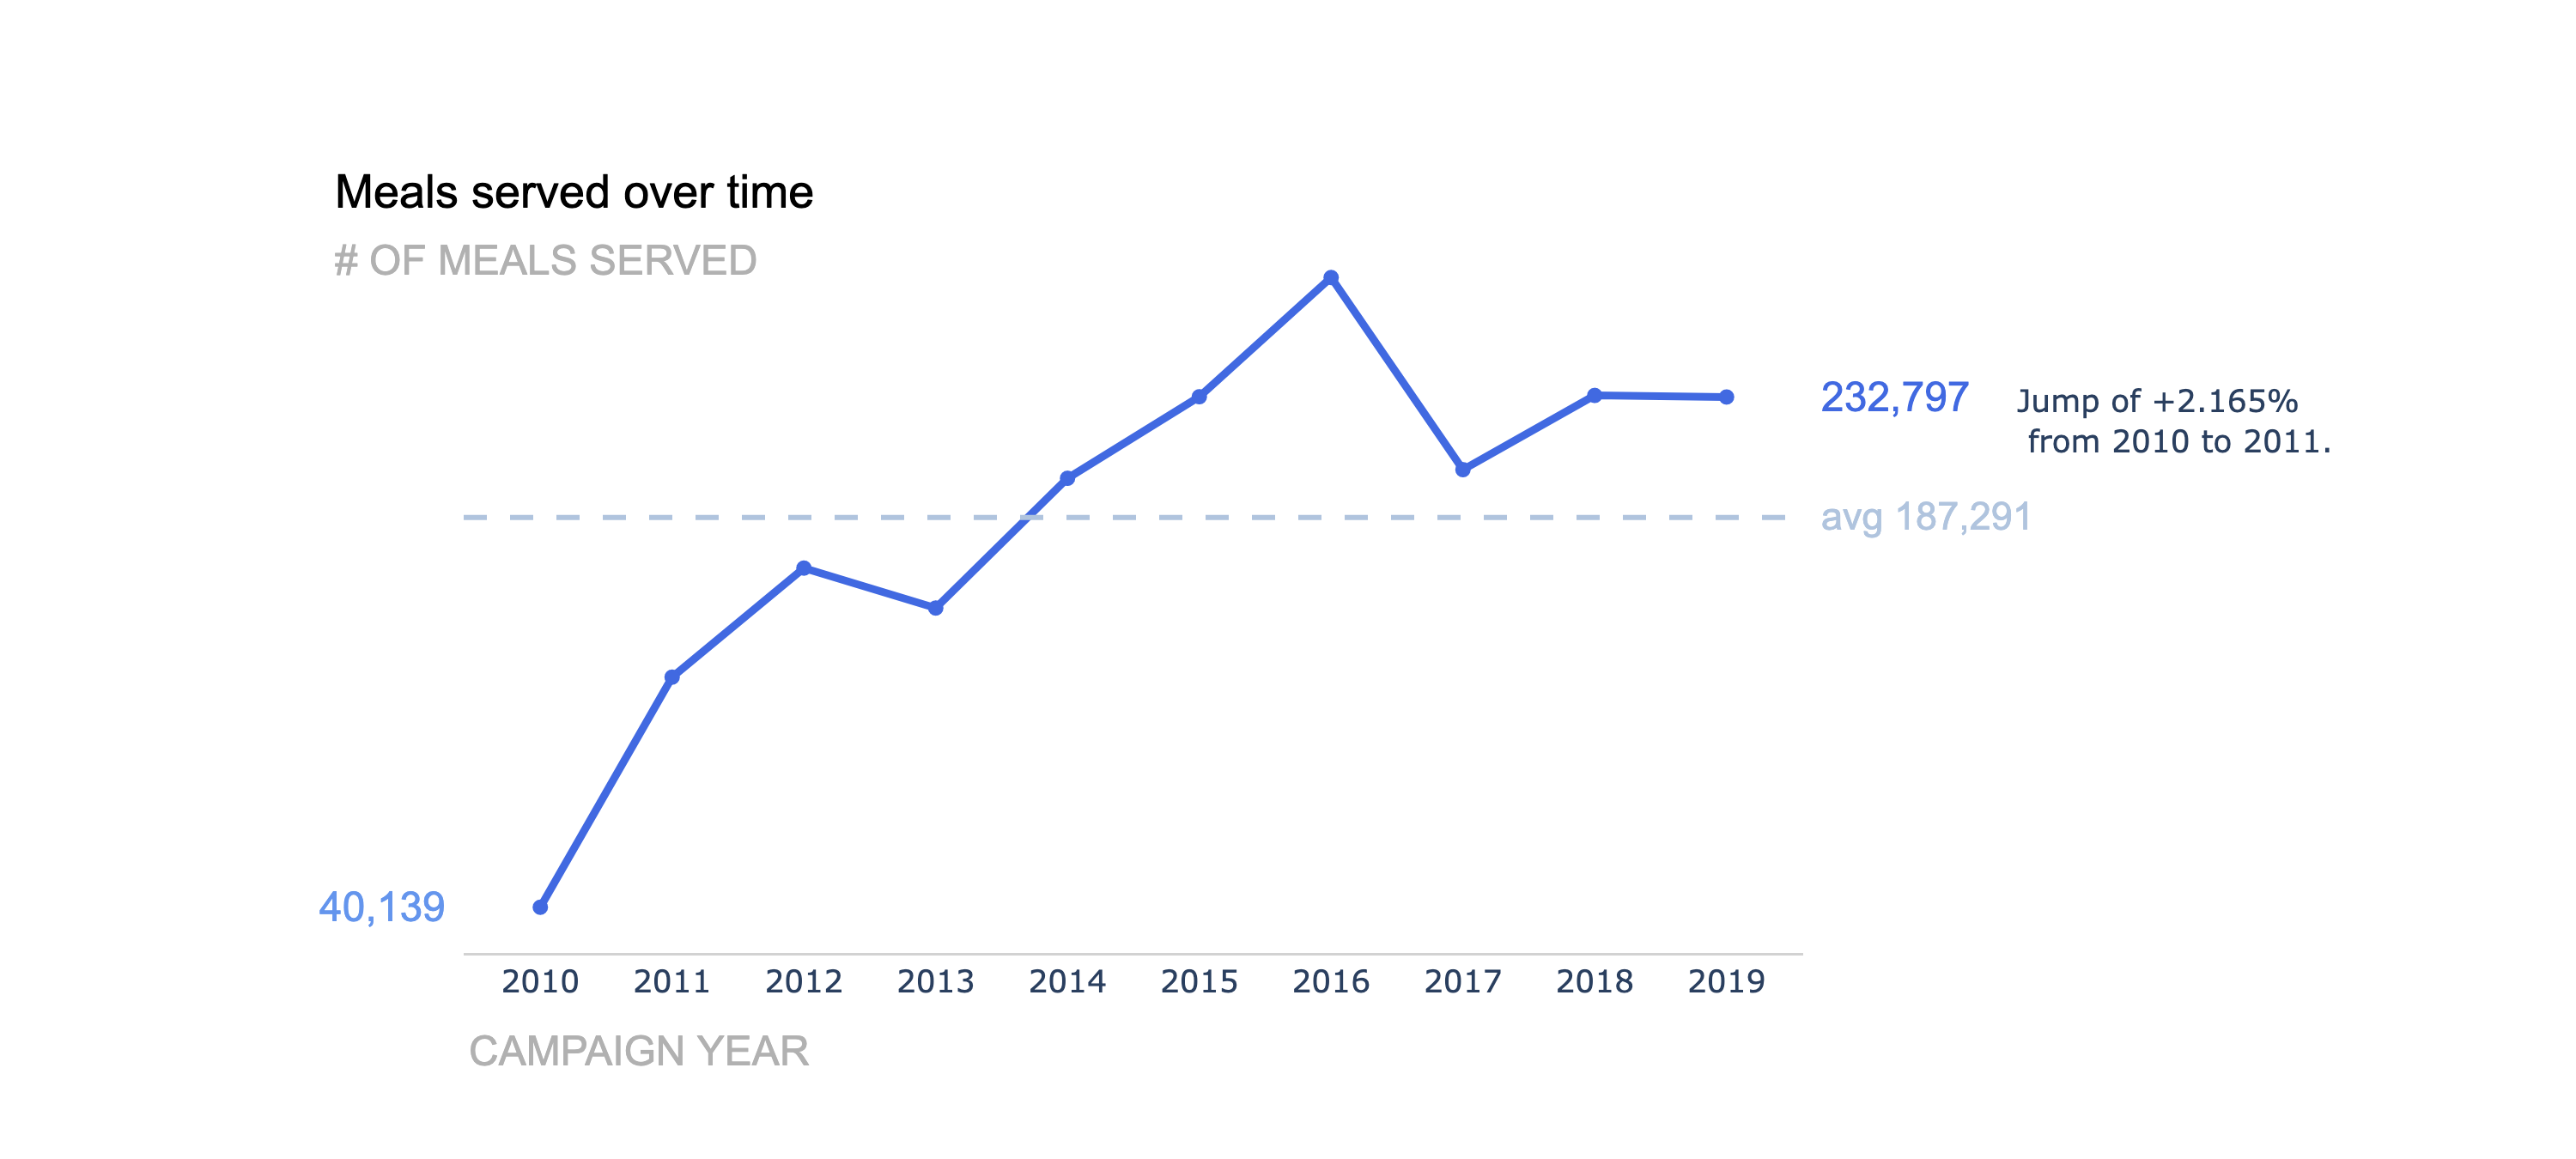 Meals served over time
# OF MEALS SERVED
232,797
Jump of +2.165%
from 2010 to 2011.
avg 187,291
40,139
2010 2011 2012 2013 2014 2015 2016 2017 2018 2019
CAMPAIGN YEAR